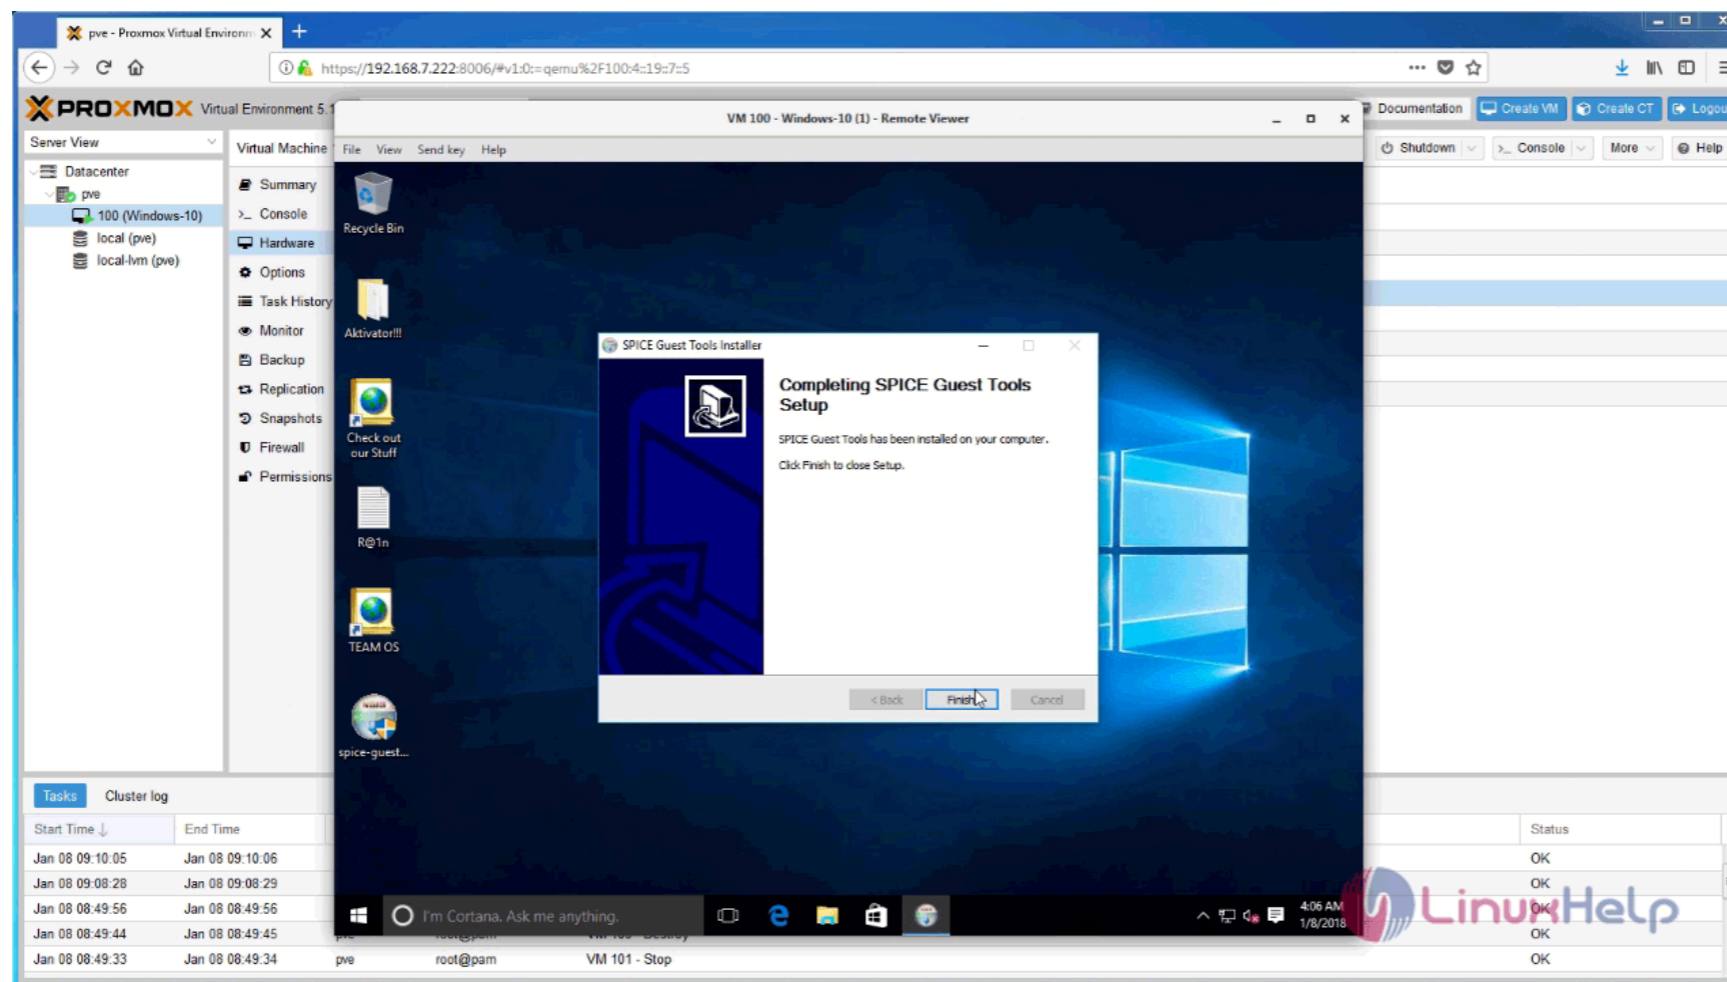 pve - Proxmox Virtual Environm
https://192.168.7.222:8006/#v1:0:=qemu%2F100:4::19::7::5
PROXMOX Virtual Environment 5.1
Documentation
Create VM
Create CT
Logou
Server View
Virtual Machine
Shutdown
Console
More
Help
Datacenter
pve
100 (Windows-10)
local (pve)
local-lvm (pve)
Summary
Console
Hardware
Options
Task History
Monitor
Backup
Replication
Snapshots
Firewall
Permissions
VM 100 - Windows-10 (1) - Remote Viewer
File View Send key Help
Recycle Bin
Aktivator!!!
Check out
our Stuff
R@1n
TEAM OS
spice-guest...
SPICE Guest Tools Installer
Completing SPICE Guest Tools
Setup
SPICE Guest Tools has been installed on your computer.
Click Finish to close Setup.
< Back
Finish
Cancel
I'm Cortana. Ask me anything.
4:06 AM
1/8/2018
Tasks
Cluster log
Start Time
End Time
Status
Jan 08 09:10:05 Jan 08 09:10:06 OK
Jan 08 09:08:28 Jan 08 09:08:29 OK
Jan 08 08:49:56 Jan 08 08:49:56 OK
Jan 08 08:49:44 Jan 08 08:49:45 OK
Jan 08 08:49:33 Jan 08 08:49:34 pve root@pam VM 101 - Stop OK
LinuxHelp